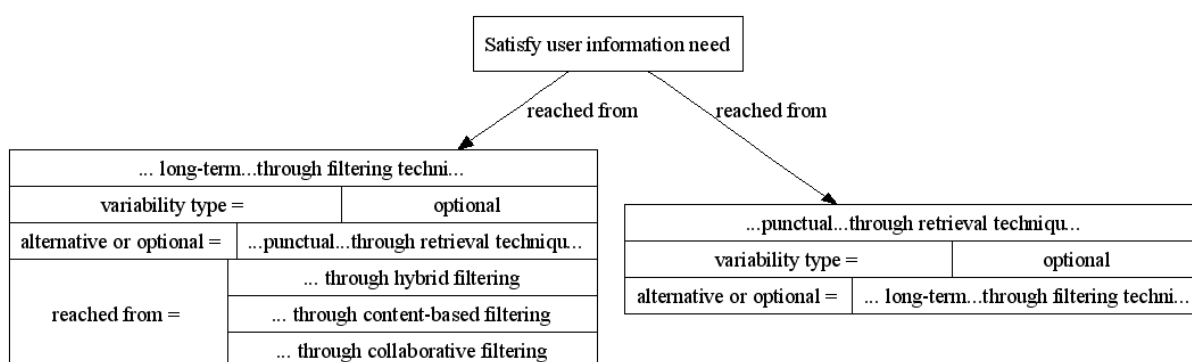 Satisfy user information need
reached from
reached from
... long-term...through filtering techni...
variability type =
optional
alternative or optional =
...punctual...through retrieval techniqu...
reached from =
... through hybrid filtering
... through content-based filtering
... through collaborative filtering
...punctual...through retrieval techniqu...
variability type =
optional
alternative or optional =
... long-term...through filtering techni...